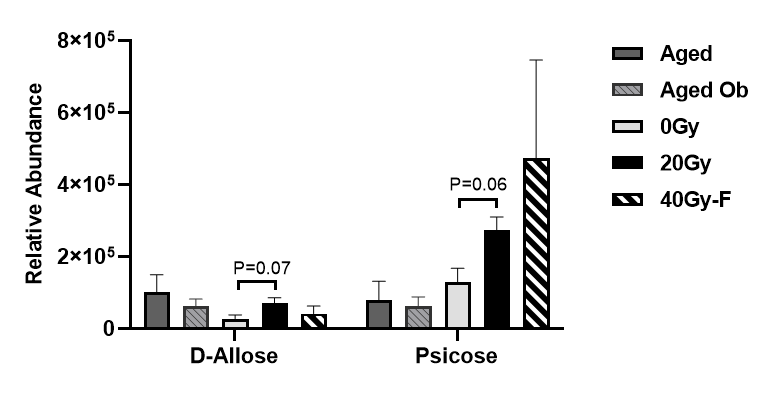 Relative Abundance
8×10⁵
6×10⁵
4×10⁵
2×10⁵
0
P=0.07
P=0.06
D-Allose
Psicose
Aged
Aged Ob
0Gy
20Gy
40Gy-F